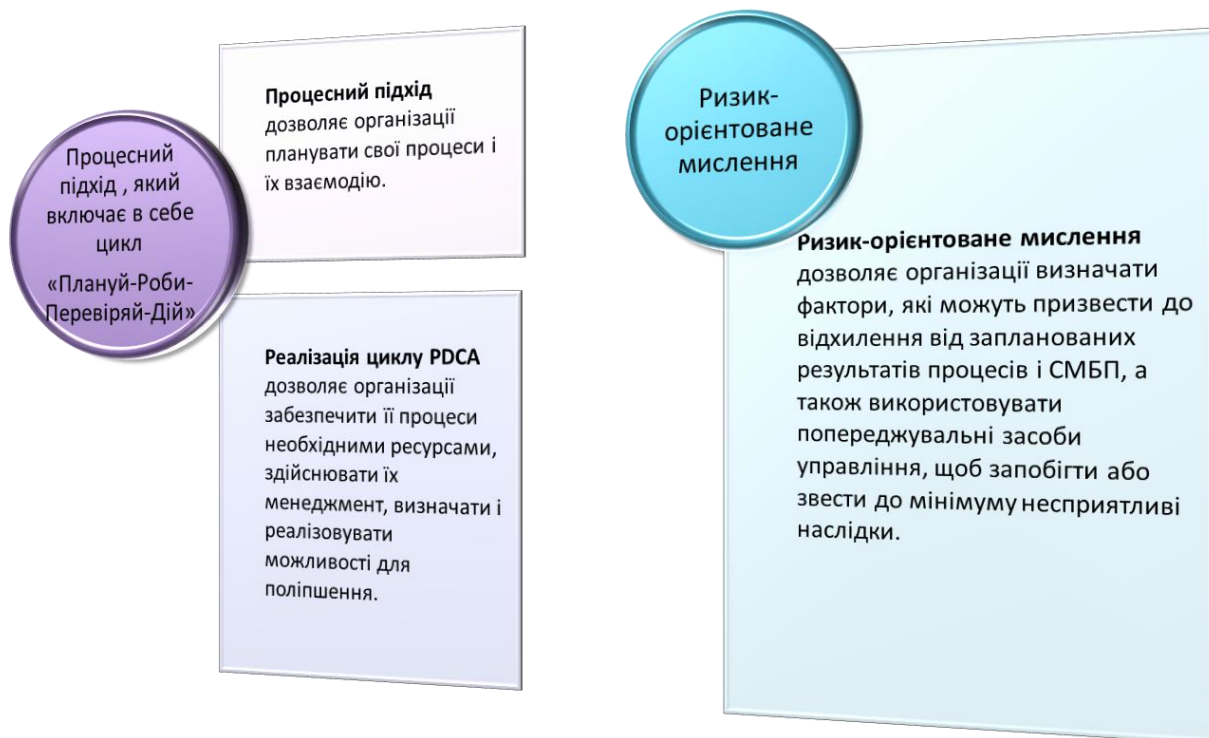 Процесний
підхід , який
включає в себе
цикл
«Плануй-Роби-
Перевіряй-Дій»
Процесний підхід
дозволяє організації
планувати свої процеси і
їх взаємодію.
Реалізація циклу PDCA
дозволяє організації
забезпечити її процеси
необхідними ресурсами,
здійснювати їх
менеджмент, визначати і
реалізовувати
можливості для
поліпшення.
Ризик-
орієнтоване
мислення
Ризик-орієнтоване мислення
дозволяє організації визначати
фактори, які можуть призвести до
відхилення від запланованих
результатів процесів і СМБП, а
також використовувати
попереджувальні засоби
управління, щоб запобігти або
звести до мінімуму несприятливі
наслідки.